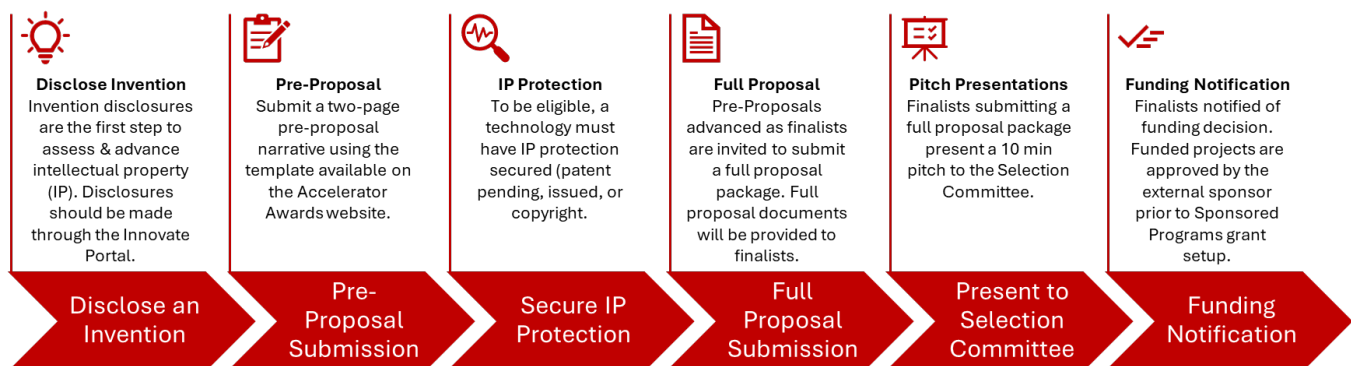 Disclose Invention
Invention disclosures
are the first step to
assess & advance
intellectual property
(IP). Disclosures
should be made
through the Innovate
Portal.
Pre-Proposal
Submit a two-page
pre-proposal
narrative using the
template available on
the Accelerator
Awards website.
IP Protection
To be eligible, a
technology must
have IP protection
secured (patent
pending, issued, or
copyright.
Full Proposal
Pre-Proposals
advanced as finalists
are invited to submit
a full proposal
package. Full
proposal documents
will be provided to
finalists.
Pitch Presentations
Finalists submitting a
full proposal package
present a 10 min
pitch to the Selection
Committee.
Funding Notification
Finalists notified of
funding decision.
Funded projects are
approved by the
external sponsor
prior to Sponsored
Programs grant
setup.
Disclose an
Invention
Pre-
Proposal
Submission
Secure IP
Protection
Full
Proposal
Submission
Present to
Selection
Committee
Funding
Notification